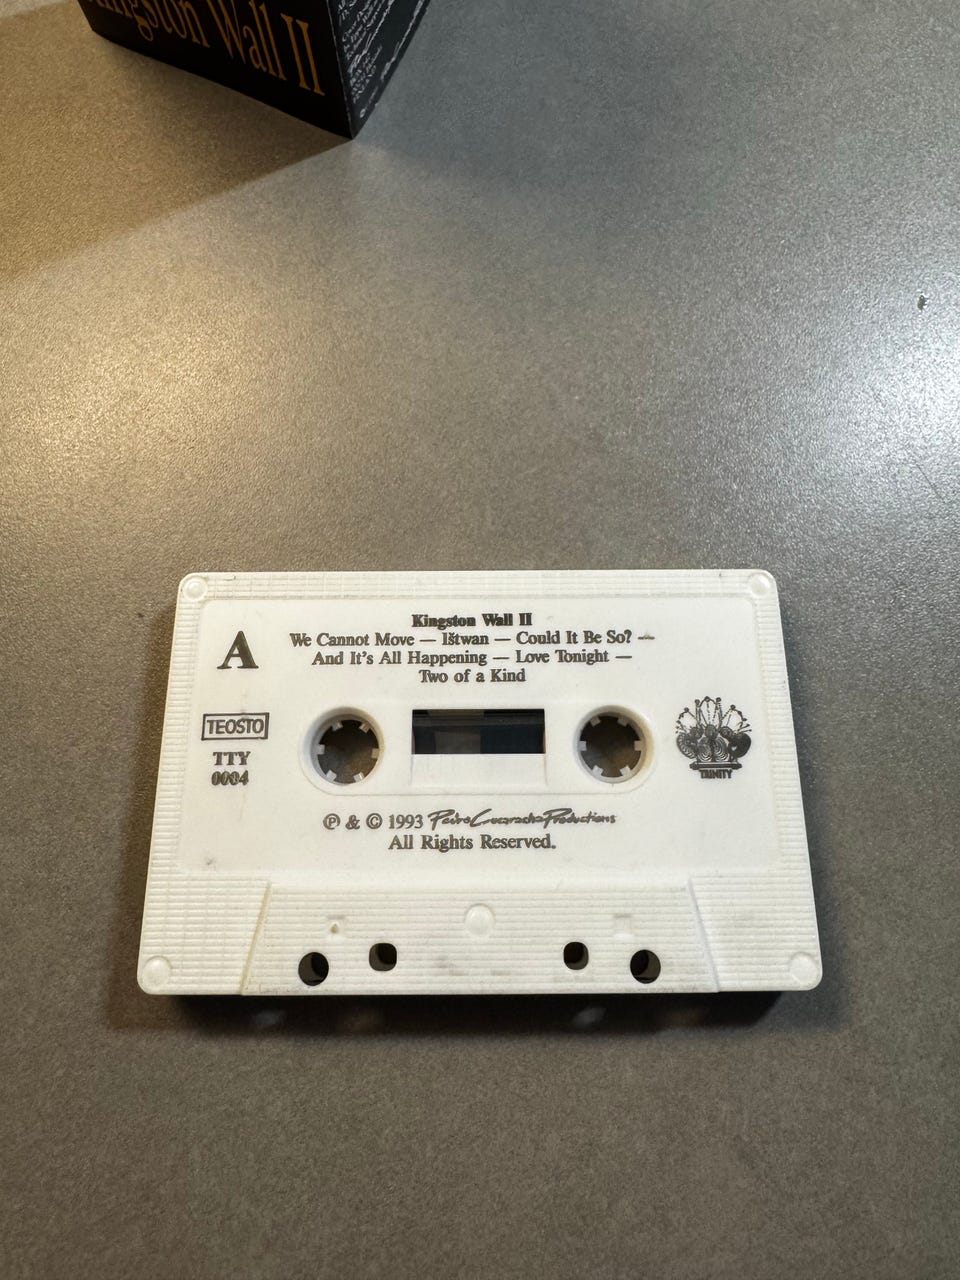 Kingston Wall II
A
Kingston Wall II
We Cannot Move — Ištwan — Could It Be So? —
And It's All Happening — Love Tonight —
Two of a Kind
TEOSTO
TTY
0004
TRINITY
℗ & © 1993 Pedro Cucaracha Productions
All Rights Reserved.